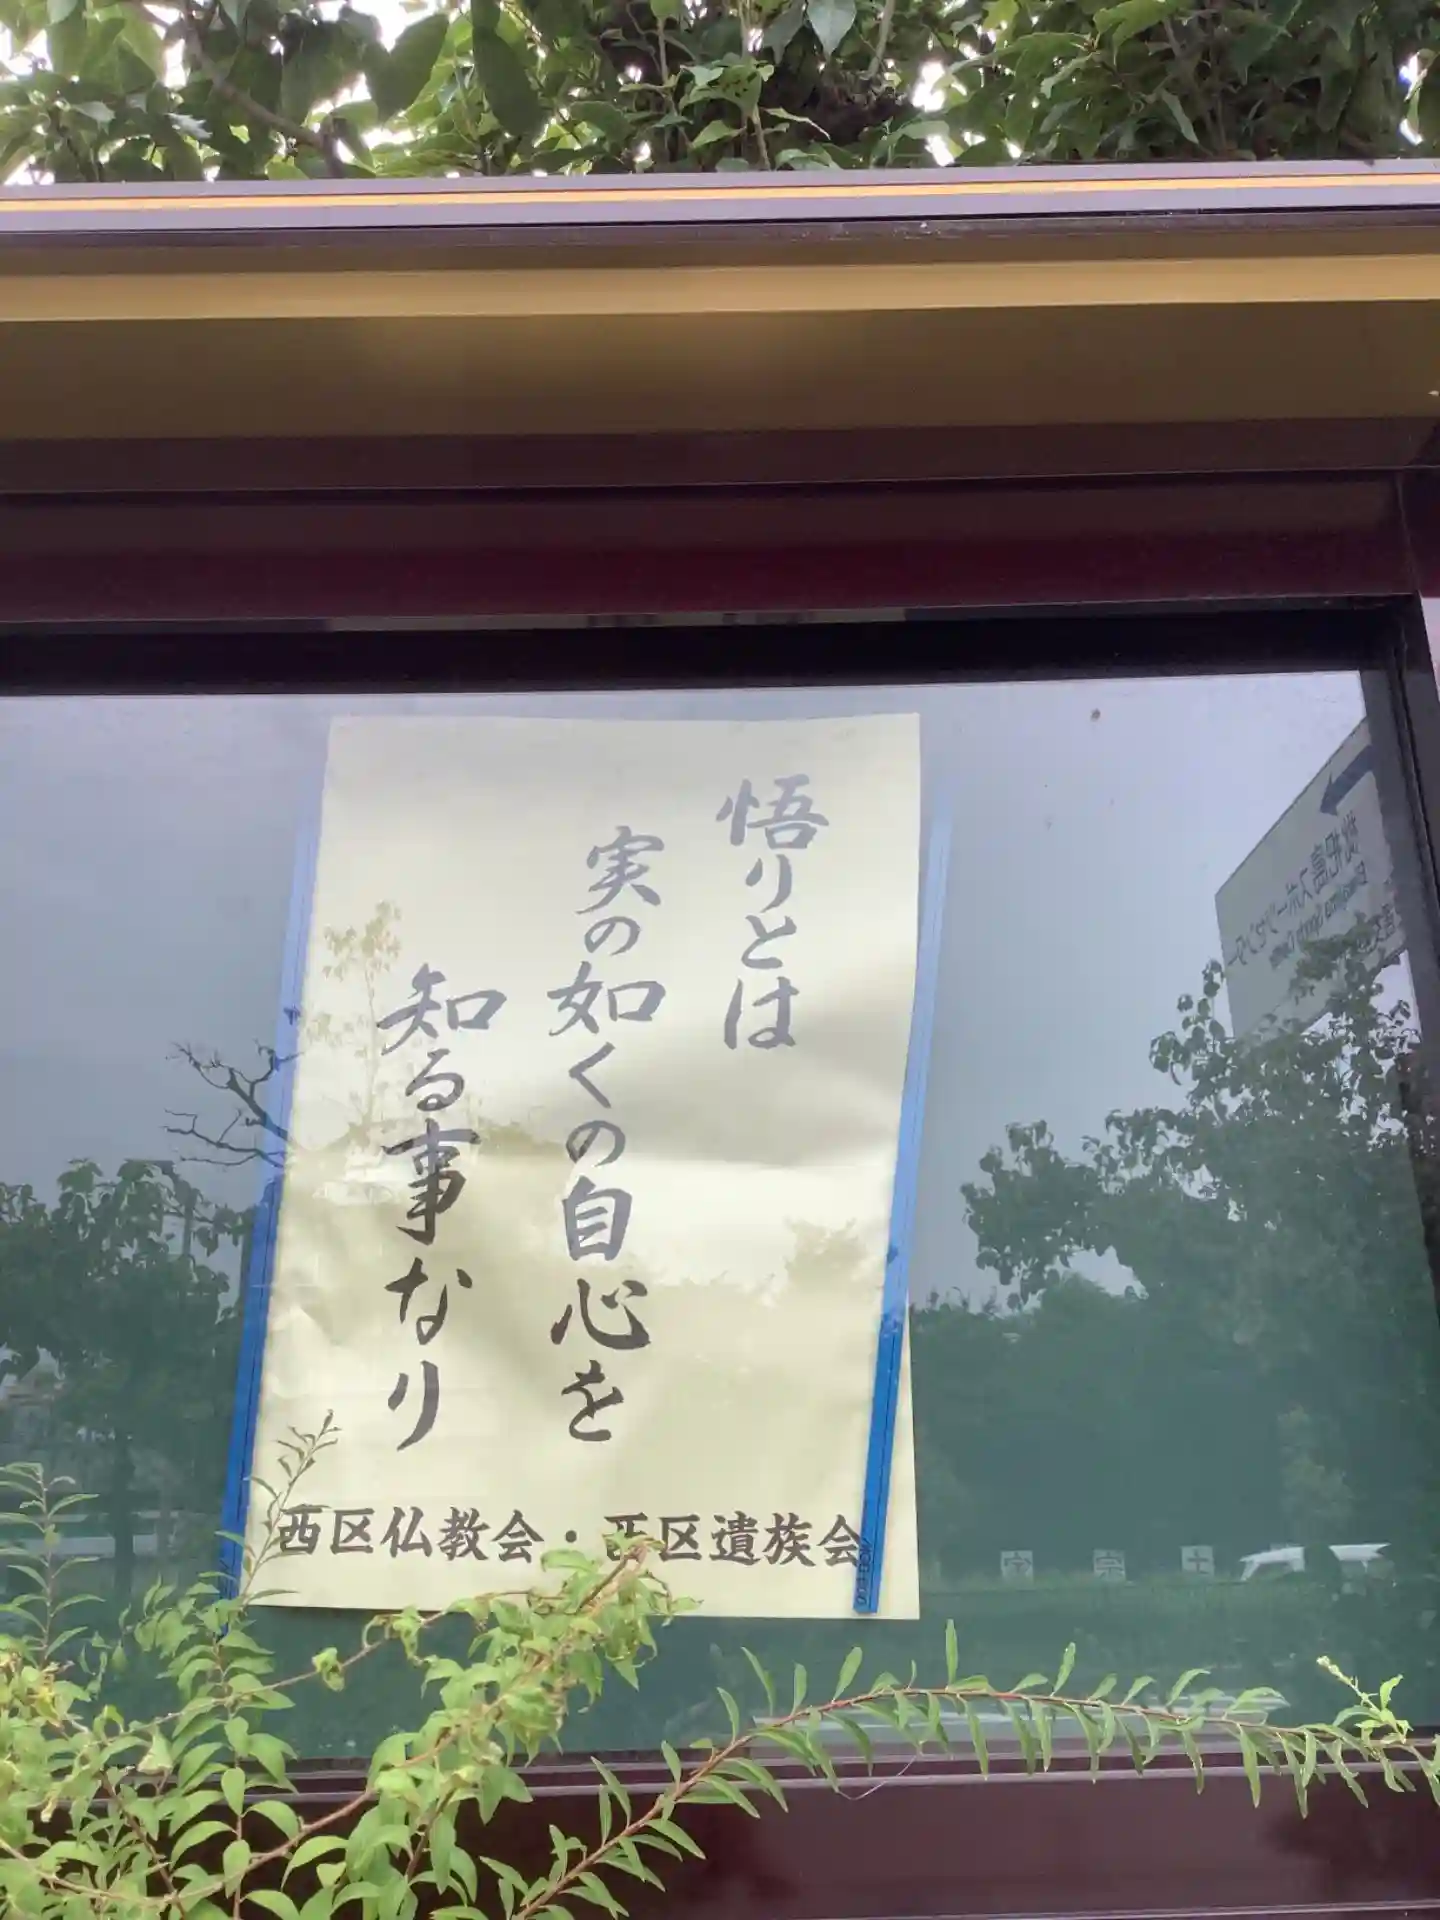 悟りとは
実の如くの自心を
知る事なり
西区仏教会・西区遺族会